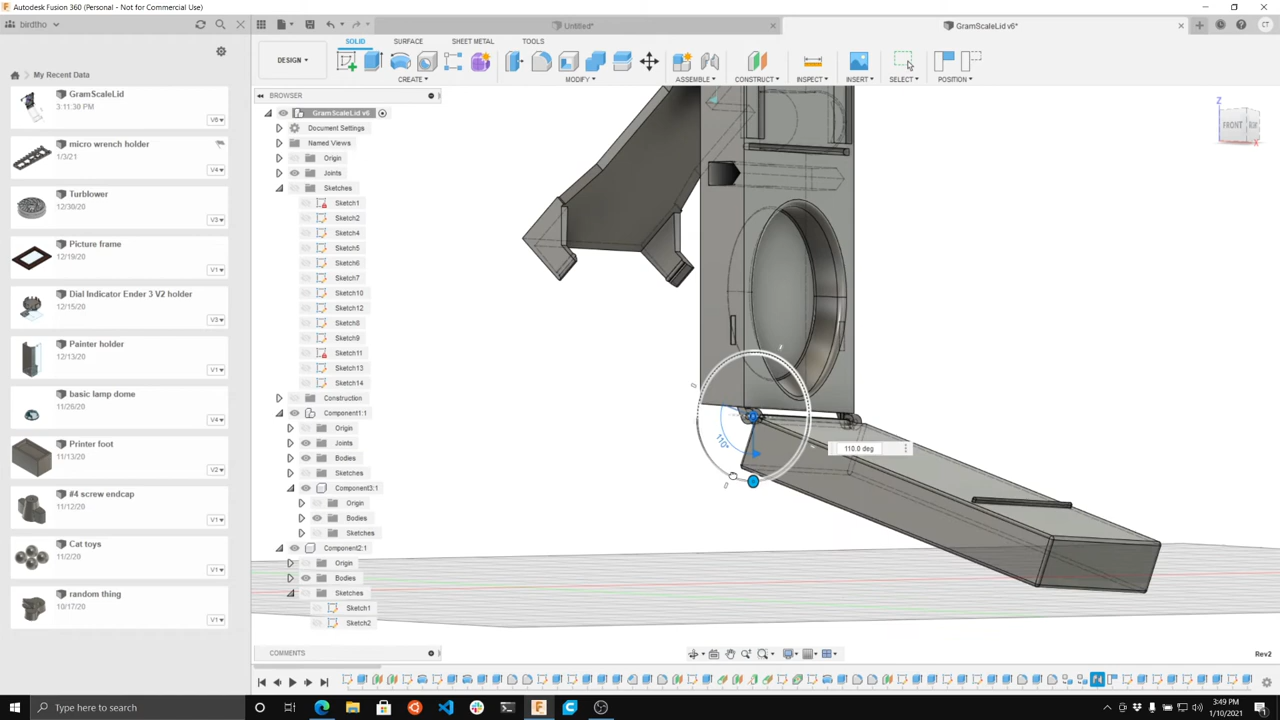 Autodesk Fusion 360 (Personal - Not for Commercial Use)
birdtho
Untitled*
GramScaleLid v6*
CT
My Recent Data
GramScaleLid
3:11:30 PM
V6
micro wrench holder
1/3/21
V4
Turblower
12/30/20
V3
Picture frame
12/19/20
V1
Dial Indicator Ender 3 V2 holder
12/15/20
V3
Painter holder
12/13/20
V1
basic lamp dome
11/26/20
V4
Printer foot
11/13/20
V2
#4 screw endcap
11/12/20
V1
Cat toys
11/2/20
V1
random thing
10/17/20
V1
DESIGN
SOLID
SURFACE
SHEET METAL
TOOLS
CREATE
MODIFY
ASSEMBLE
CONSTRUCT
INSPECT
INSERT
SELECT
POSITION
BROWSER
GramScaleLid v6
Document Settings
Named Views
Origin
Joints
Sketches
Sketch1
Sketch2
Sketch4
Sketch5
Sketch6
Sketch7
Sketch10
Sketch12
Sketch8
Sketch9
Sketch11
Sketch13
Sketch14
Construction
Component1:1
Origin
Joints
Bodies
Sketches
Component3:1
Origin
Bodies
Sketches
Component2:1
Origin
Bodies
Sketches
Sketch1
Sketch2
COMMENTS
110°
110.0 deg
Z
FRONT
X
Rev2
Type here to search
3:49 PM
1/10/2021